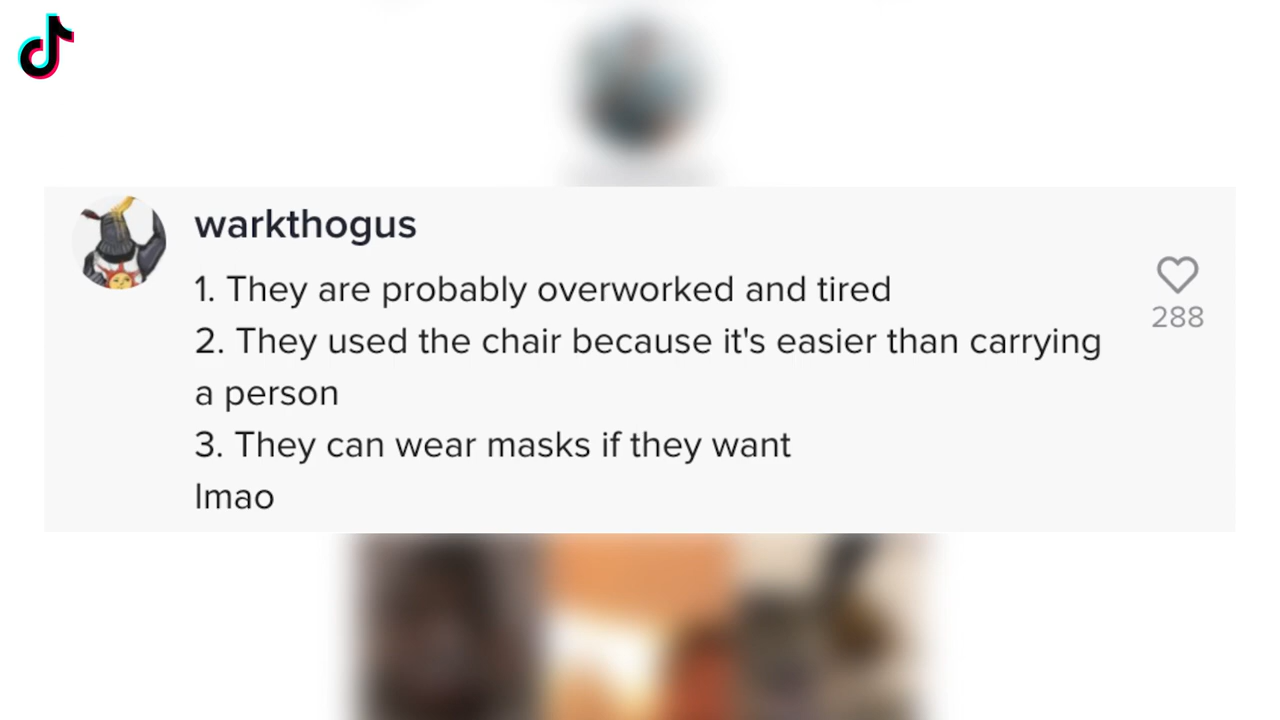 warkthogus
1. They are probably overworked and tired
2. They used the chair because it's easier than carrying
a person
3. They can wear masks if they want
lmao
288